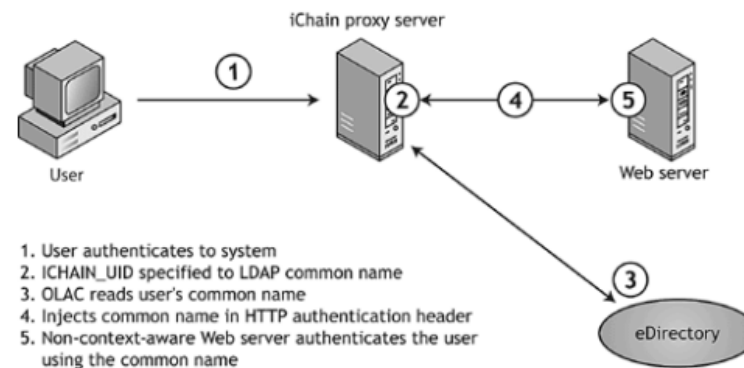 iChain proxy server
1
2
4
5
User
Web server
1. User authenticates to system
2. ICHAIN_UID specified to LDAP common name
3. OLAC reads user's common name
4. Injects common name in HTTP authentication header
5. Non-context-aware Web server authenticates the user
using the common name
3
eDirectory